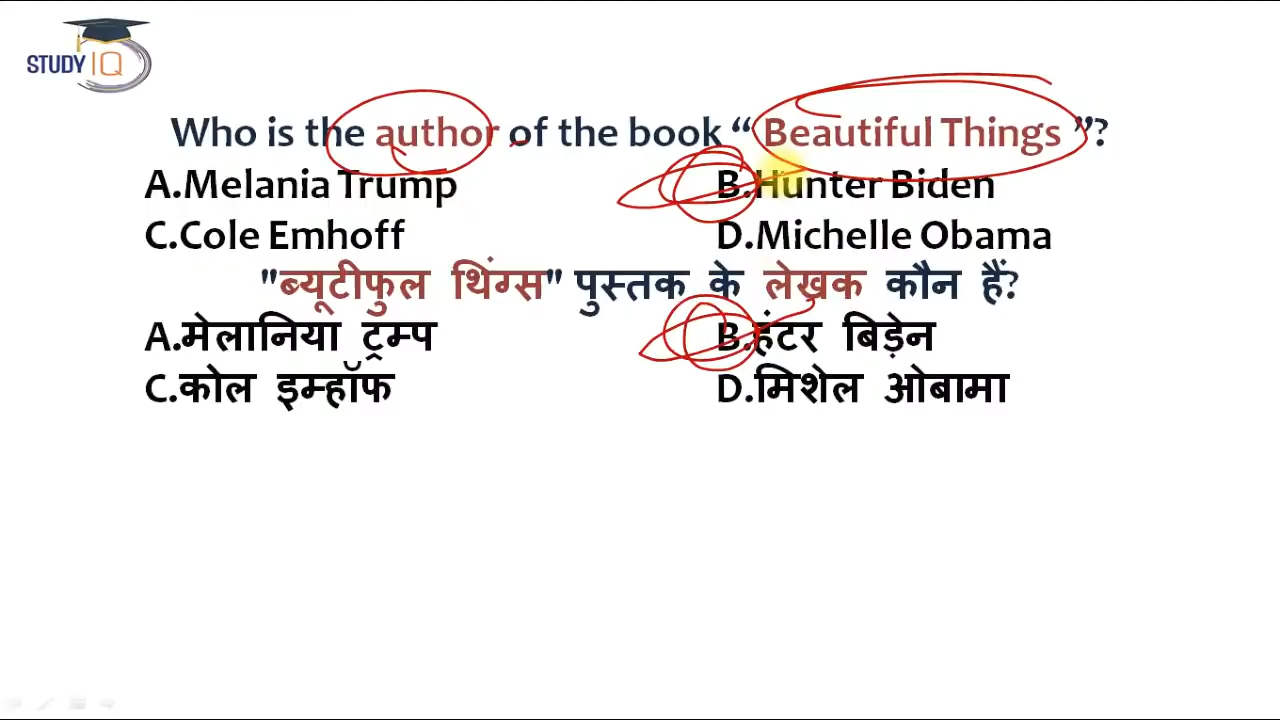 STUDY IQ
Who is the author of the book “ Beautiful Things ”?
A.Melania Trump B.Hunter Biden
C.Cole Emhoff D.Michelle Obama
"ब्यूटीफुल थिंग्स" पुस्तक के लेखक कौन हैं?
A.मेलानिया ट्रम्प B.हंटर बिड़ेन
C.कोल इम्हॉफ D.मिशेल ओबामा